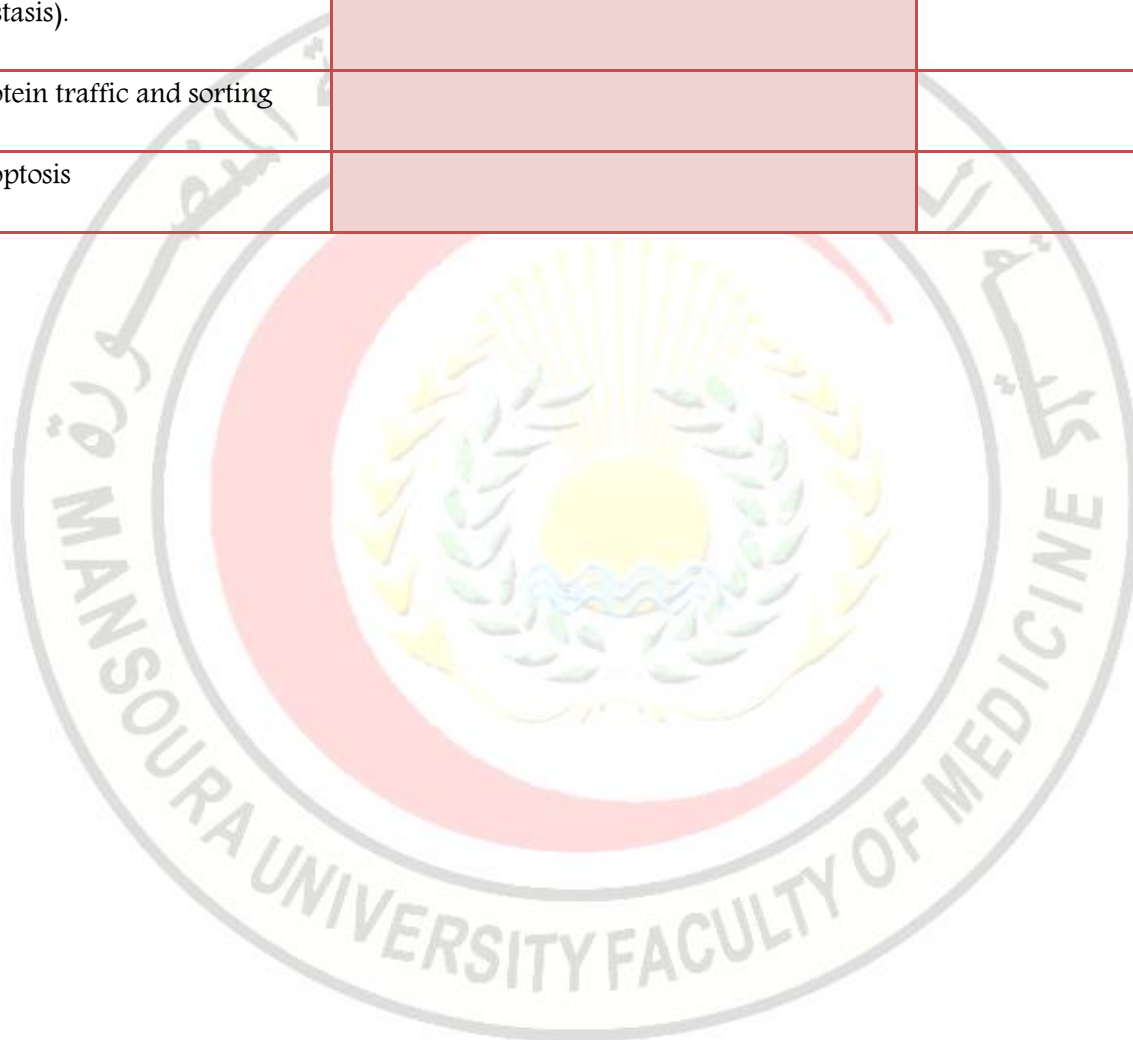 stasis).
otein traffic and sorting
optosis
MANSOURA UNIVERSITY FACULTY OF MEDICINE